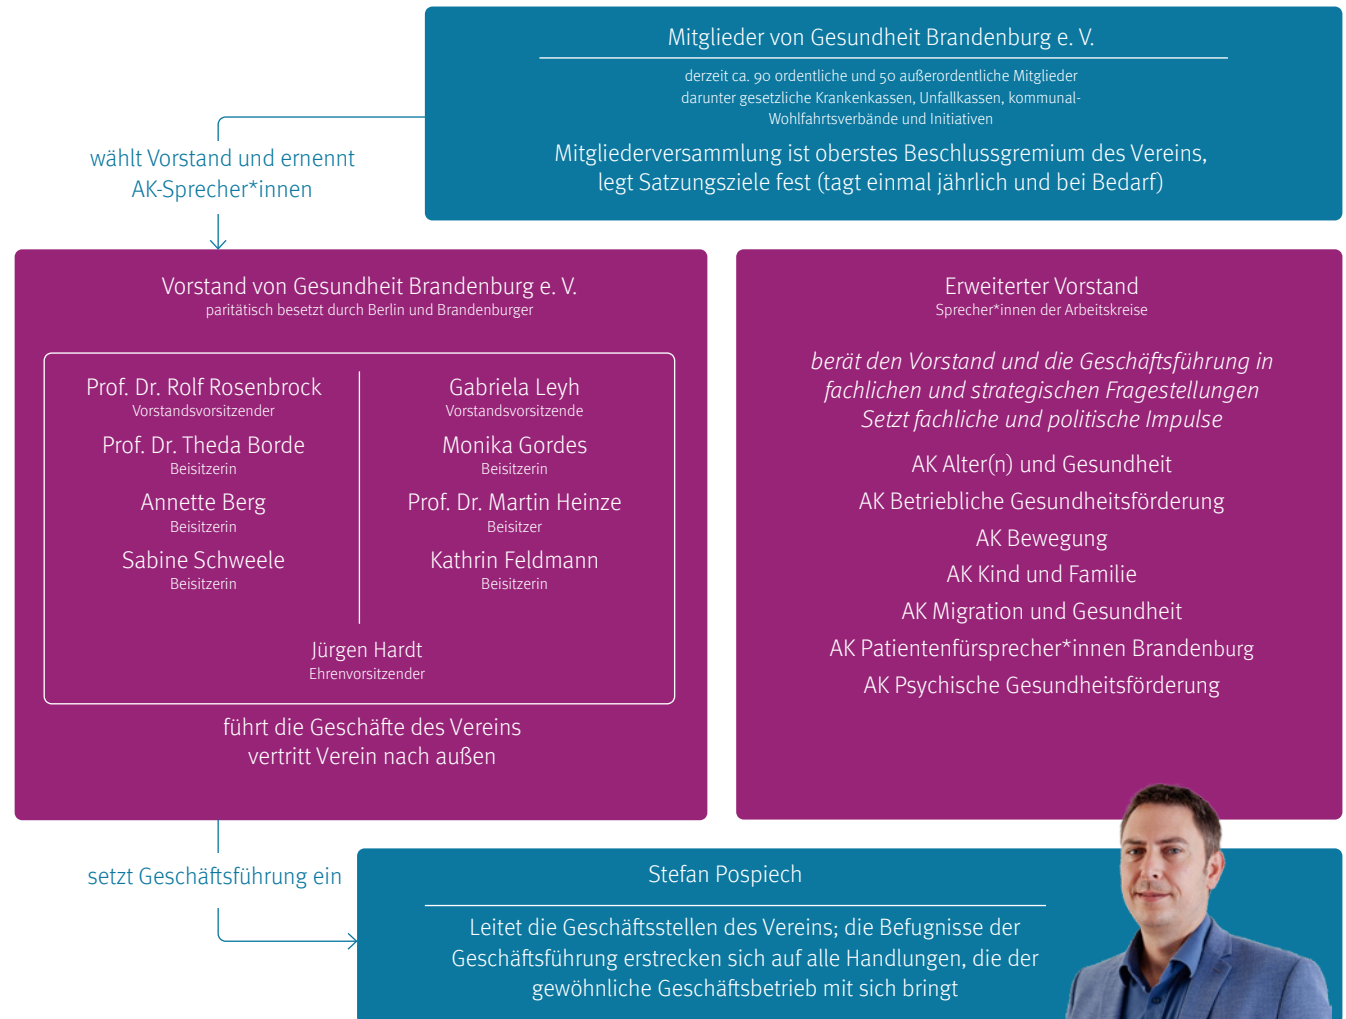 Mitglieder von Gesundheit Brandenburg e. V.
derzeit ca. 90 ordentliche und 50 außerordentliche Mitglieder
darunter gesetzliche Krankenkassen, Unfallkassen, kommunal-
Wohlfahrtsverbände und Initiativen
Mitgliederversammlung ist oberstes Beschlussgremium des Vereins,
legt Satzungsziele fest (tagt einmal jährlich und bei Bedarf)
wählt Vorstand und ernennt
AK-Sprecher*innen
Vorstand von Gesundheit Brandenburg e. V.
paritätisch besetzt durch Berlin und Brandenburger
Prof. Dr. Rolf Rosenbrock
Vorstandsvorsitzender
Prof. Dr. Theda Borde
Beisitzerin
Annette Berg
Beisitzerin
Sabine Schweele
Beisitzerin
Gabriela Leyh
Vorstandsvorsitzende
Monika Gordes
Beisitzerin
Prof. Dr. Martin Heinze
Beisitzer
Kathrin Feldmann
Beisitzerin
Jürgen Hardt
Ehrenvorsitzender
führt die Geschäfte des Vereins
vertritt Verein nach außen
Erweiterter Vorstand
Sprecher*innen der Arbeitskreise
berät den Vorstand und die Geschäftsführung in
fachlichen und strategischen Fragestellungen
Setzt fachliche und politische Impulse
AK Alter(n) und Gesundheit
AK Betriebliche Gesundheitsförderung
AK Bewegung
AK Kind und Familie
AK Migration und Gesundheit
AK Patientenfürsprecher*innen Brandenburg
AK Psychische Gesundheitsförderung
setzt Geschäftsführung ein
Stefan Pospiech
Leitet die Geschäftsstellen des Vereins; die Befugnisse der
Geschäftsführung erstrecken sich auf alle Handlungen, die der
gewöhnliche Geschäftsbetrieb mit sich bringt